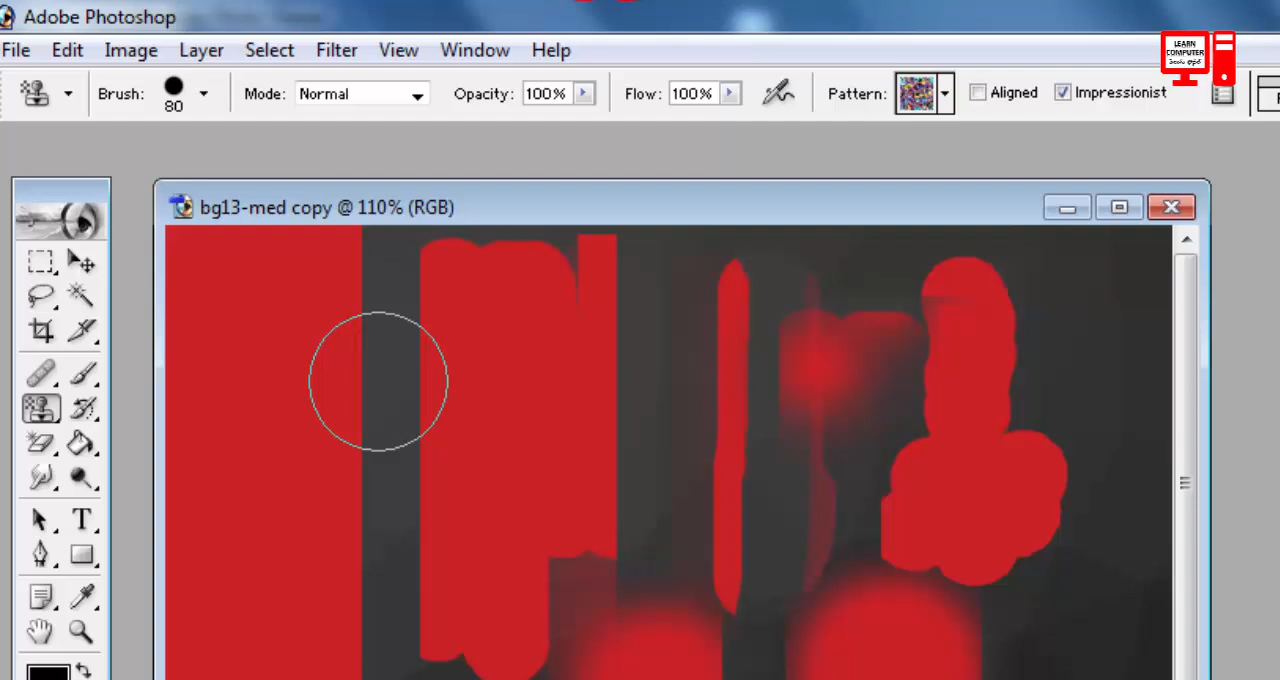 Adobe Photoshop
File Edit Image Layer Select Filter View Window Help
LEARN
COMPUTER
Brush: 80 Mode: Normal Opacity: 100% Flow: 100% Pattern: Aligned Impressionist
bg13-med copy @ 110% (RGB)
T